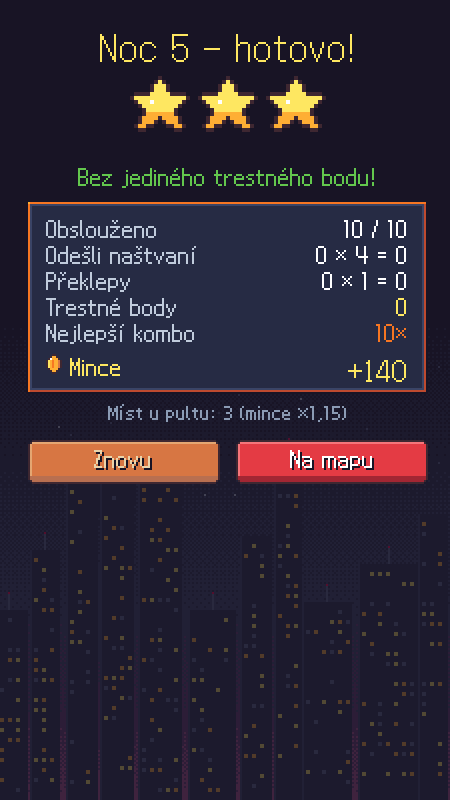 Noc 5 – hotovo!
Bez jediného trestného bodu!
Obslouženo 10 / 10
Odešli naštvaní 0 × 4 = 0
Překlepy 0 × 1 = 0
Trestné body 0
Nejlepší kombo 10×
Mince +140
Míst u pultu: 3 (mince ×1,15)
Znovu Na mapu